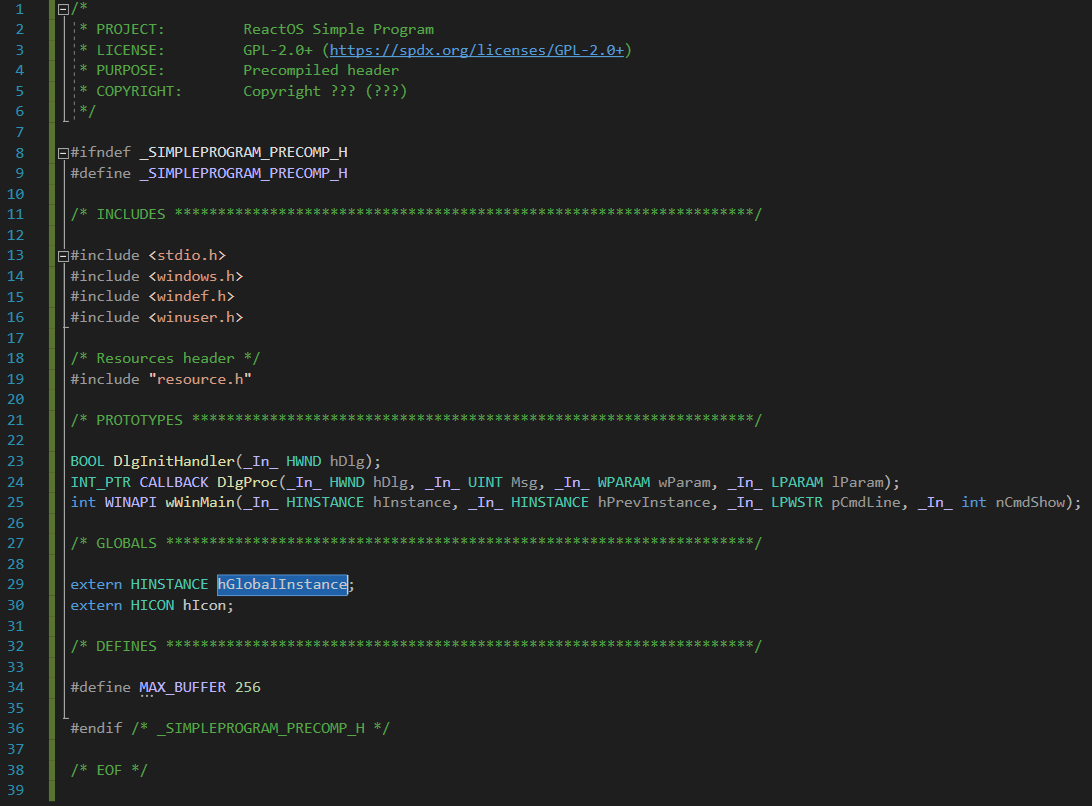 1 /*
2 * PROJECT: ReactOS Simple Program
3 * LICENSE: GPL-2.0+ (https://spdx.org/licenses/GPL-2.0+)
4 * PURPOSE: Precompiled header
5 * COPYRIGHT: Copyright ??? (???)
6 */
7
8 #ifndef _SIMPLEPROGRAM_PRECOMP_H
9 #define _SIMPLEPROGRAM_PRECOMP_H
10
11 /* INCLUDES *******************************************************************/
12
13 #include <stdio.h>
14 #include <windows.h>
15 #include <windef.h>
16 #include <winuser.h>
17
18 /* Resources header */
19 #include "resource.h"
20
21 /* PROTOTYPES *****************************************************************/
22
23 BOOL DlgInitHandler(_In_ HWND hDlg);
24 INT_PTR CALLBACK DlgProc(_In_ HWND hDlg, _In_ UINT Msg, _In_ WPARAM wParam, _In_ LPARAM lParam);
25 int WINAPI wWinMain(_In_ HINSTANCE hInstance, _In_ HINSTANCE hPrevInstance, _In_ LPWSTR pCmdLine, _In_ int nCmdShow);
26
27 /* GLOBALS ********************************************************************/
28
29 extern HINSTANCE hGlobalInstance;
30 extern HICON hIcon;
31
32 /* DEFINES ********************************************************************/
33
34 #define MAX_BUFFER 256
35
36 #endif /* _SIMPLEPROGRAM_PRECOMP_H */
37
38 /* EOF */
39